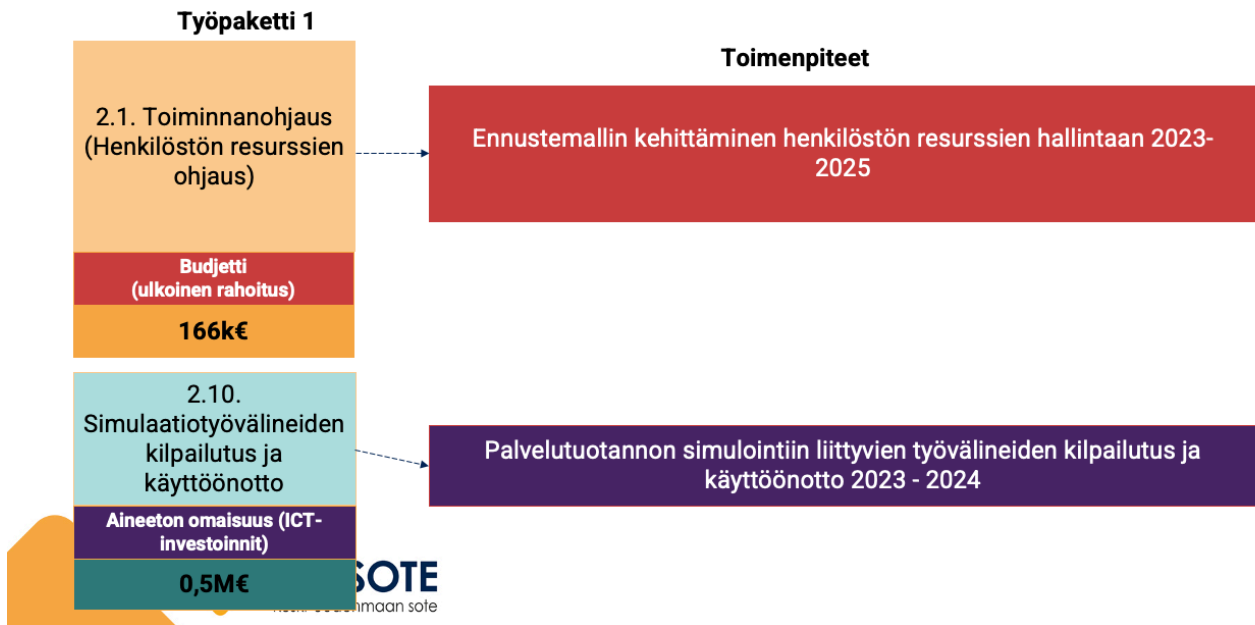 Työpaketti 1
Toimenpiteet
2.1. Toiminnanohjaus
(Henkilöstön resurssien
ohjaus)
Ennustemallin kehittäminen henkilöstön resurssien hallintaan 2023-
2025
Budjetti
(ulkoinen rahoitus)
166k€
2.10.
Simulaatiotyövälineiden
kilpailutus ja
käyttöönotto
Palvelutuotannon simulointiin liittyvien työvälineiden kilpailutus ja
käyttöönotto 2023 - 2024
Aineeton omaisuus (ICT-
investoinnit)
0,5M€
SOTE
sote